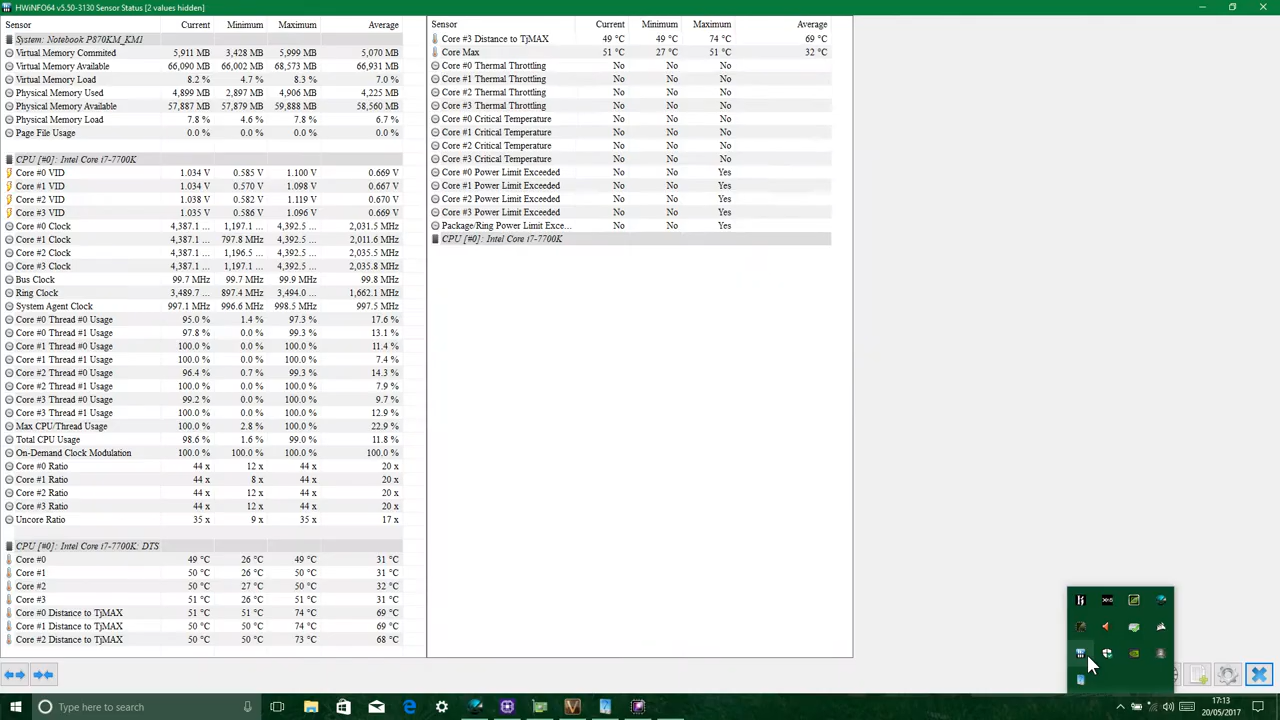 HWiNFO64 v5.50-3130 Sensor Status [2 values hidden]
Sensor Current Minimum Maximum Average
System: Notebook P870KM_KM1
Virtual Memory Commited 5,911 MB 3,428 MB 5,999 MB 5,070 MB
Virtual Memory Available 66,090 MB 66,002 MB 68,573 MB 66,931 MB
Virtual Memory Load 8.2 % 4.7 % 8.3 % 7.0 %
Physical Memory Used 4,899 MB 2,897 MB 4,906 MB 4,225 MB
Physical Memory Available 57,887 MB 57,879 MB 59,888 MB 58,560 MB
Physical Memory Load 7.8 % 4.6 % 7.8 % 6.7 %
Page File Usage 0.0 % 0.0 % 0.0 % 0.0 %
CPU [#0]: Intel Core i7-7700K
Core #0 VID 1.034 V 0.585 V 1.100 V 0.669 V
Core #1 VID 1.034 V 0.570 V 1.098 V 0.667 V
Core #2 VID 1.038 V 0.582 V 1.119 V 0.670 V
Core #3 VID 1.035 V 0.586 V 1.096 V 0.669 V
Core #0 Clock 4,387.1 ... 1,197.1 ... 4,392.5 ... 2,031.5 MHz
Core #1 Clock 4,387.1 ... 797.8 MHz 4,392.5 ... 2,011.6 MHz
Core #2 Clock 4,387.1 ... 1,196.5 ... 4,392.5 ... 2,035.5 MHz
Core #3 Clock 4,387.1 ... 1,197.1 ... 4,392.5 ... 2,035.8 MHz
Bus Clock 99.7 MHz 99.7 MHz 99.9 MHz 99.8 MHz
Ring Clock 3,489.7 ... 897.4 MHz 3,494.0 ... 1,662.1 MHz
System Agent Clock 997.1 MHz 996.6 MHz 998.5 MHz 997.5 MHz
Core #0 Thread #0 Usage 95.0 % 1.4 % 97.3 % 17.6 %
Core #0 Thread #1 Usage 97.8 % 0.0 % 99.3 % 13.1 %
Core #1 Thread #0 Usage 100.0 % 0.0 % 100.0 % 11.4 %
Core #1 Thread #1 Usage 100.0 % 0.0 % 100.0 % 7.4 %
Core #2 Thread #0 Usage 96.4 % 0.7 % 99.3 % 14.3 %
Core #2 Thread #1 Usage 100.0 % 0.0 % 100.0 % 7.9 %
Core #3 Thread #0 Usage 99.2 % 0.0 % 100.0 % 9.7 %
Core #3 Thread #1 Usage 100.0 % 0.0 % 100.0 % 12.9 %
Max CPU/Thread Usage 100.0 % 2.8 % 100.0 % 22.9 %
Total CPU Usage 98.6 % 1.6 % 99.0 % 11.8 %
On-Demand Clock Modulation 100.0 % 100.0 % 100.0 % 100.0 %
Core #0 Ratio 44 x 12 x 44 x 20 x
Core #1 Ratio 44 x 8 x 44 x 20 x
Core #2 Ratio 44 x 12 x 44 x 20 x
Core #3 Ratio 44 x 12 x 44 x 20 x
Uncore Ratio 35 x 9 x 35 x 17 x
CPU [#0]: Intel Core i7-7700K: DTS
Core #0 49 °C 26 °C 49 °C 31 °C
Core #1 50 °C 26 °C 50 °C 31 °C
Core #2 50 °C 27 °C 50 °C 32 °C
Core #3 51 °C 26 °C 51 °C 31 °C
Core #0 Distance to TjMAX 51 °C 51 °C 74 °C 69 °C
Core #1 Distance to TjMAX 50 °C 50 °C 74 °C 69 °C
Core #2 Distance to TjMAX 50 °C 50 °C 73 °C 68 °C
Sensor Current Minimum Maximum Average
Core #3 Distance to TjMAX 49 °C 49 °C 74 °C 69 °C
Core Max 51 °C 27 °C 51 °C 32 °C
Core #0 Thermal Throttling No No No
Core #1 Thermal Throttling No No No
Core #2 Thermal Throttling No No No
Core #3 Thermal Throttling No No No
Core #0 Critical Temperature No No No
Core #1 Critical Temperature No No No
Core #2 Critical Temperature No No No
Core #3 Critical Temperature No No No
Core #0 Power Limit Exceeded No No Yes
Core #1 Power Limit Exceeded No No Yes
Core #2 Power Limit Exceeded No No Yes
Core #3 Power Limit Exceeded No No Yes
Package/Ring Power Limit Exce... No No Yes
CPU [#0]: Intel Core i7-7700K
Type here to search
17:13
20/05/2017